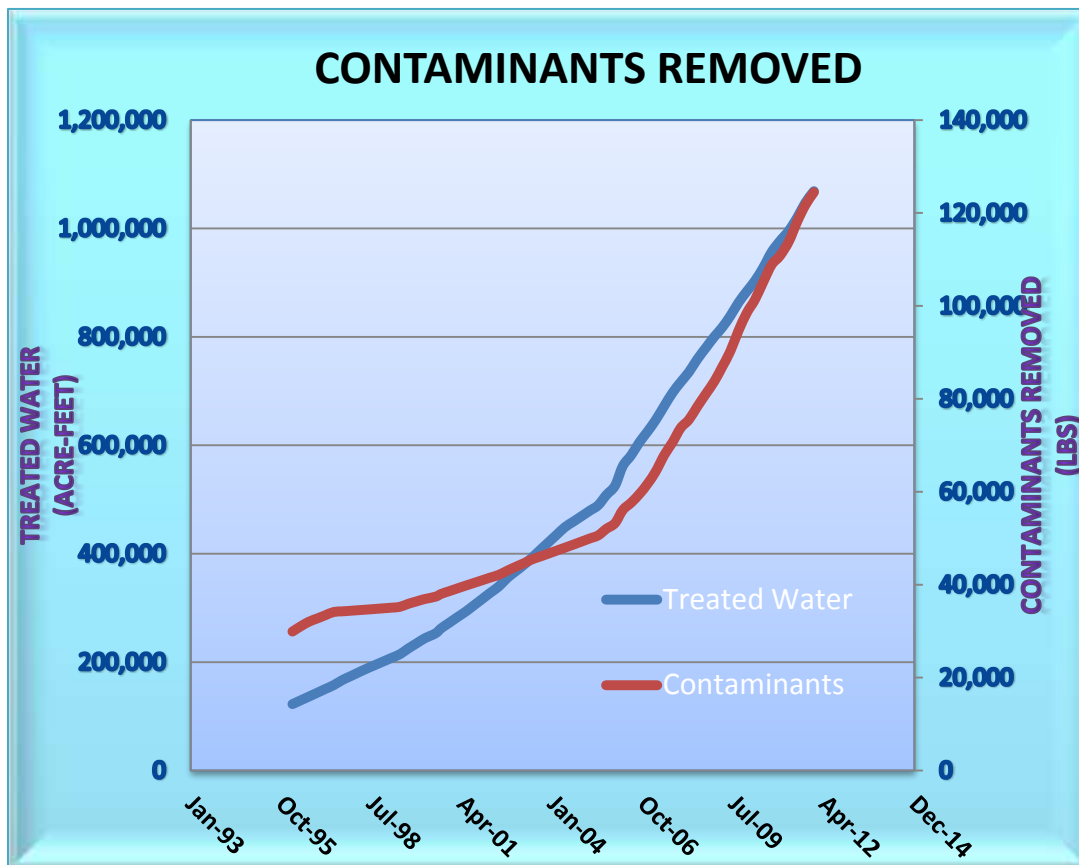 CONTAMINANTS REMOVED
1,200,000
1,000,000
800,000
600,000
400,000
200,000
0
TREATED WATER
(ACRE-FEET)
140,000
120,000
100,000
80,000
60,000
40,000
20,000
0
CONTAMINANTS REMOVED
(LBS)
Treated Water
Contaminants
Jan-93
Oct-95
Jul-98
Apr-01
Jan-04
Oct-06
Jul-09
Apr-12
Dec-14